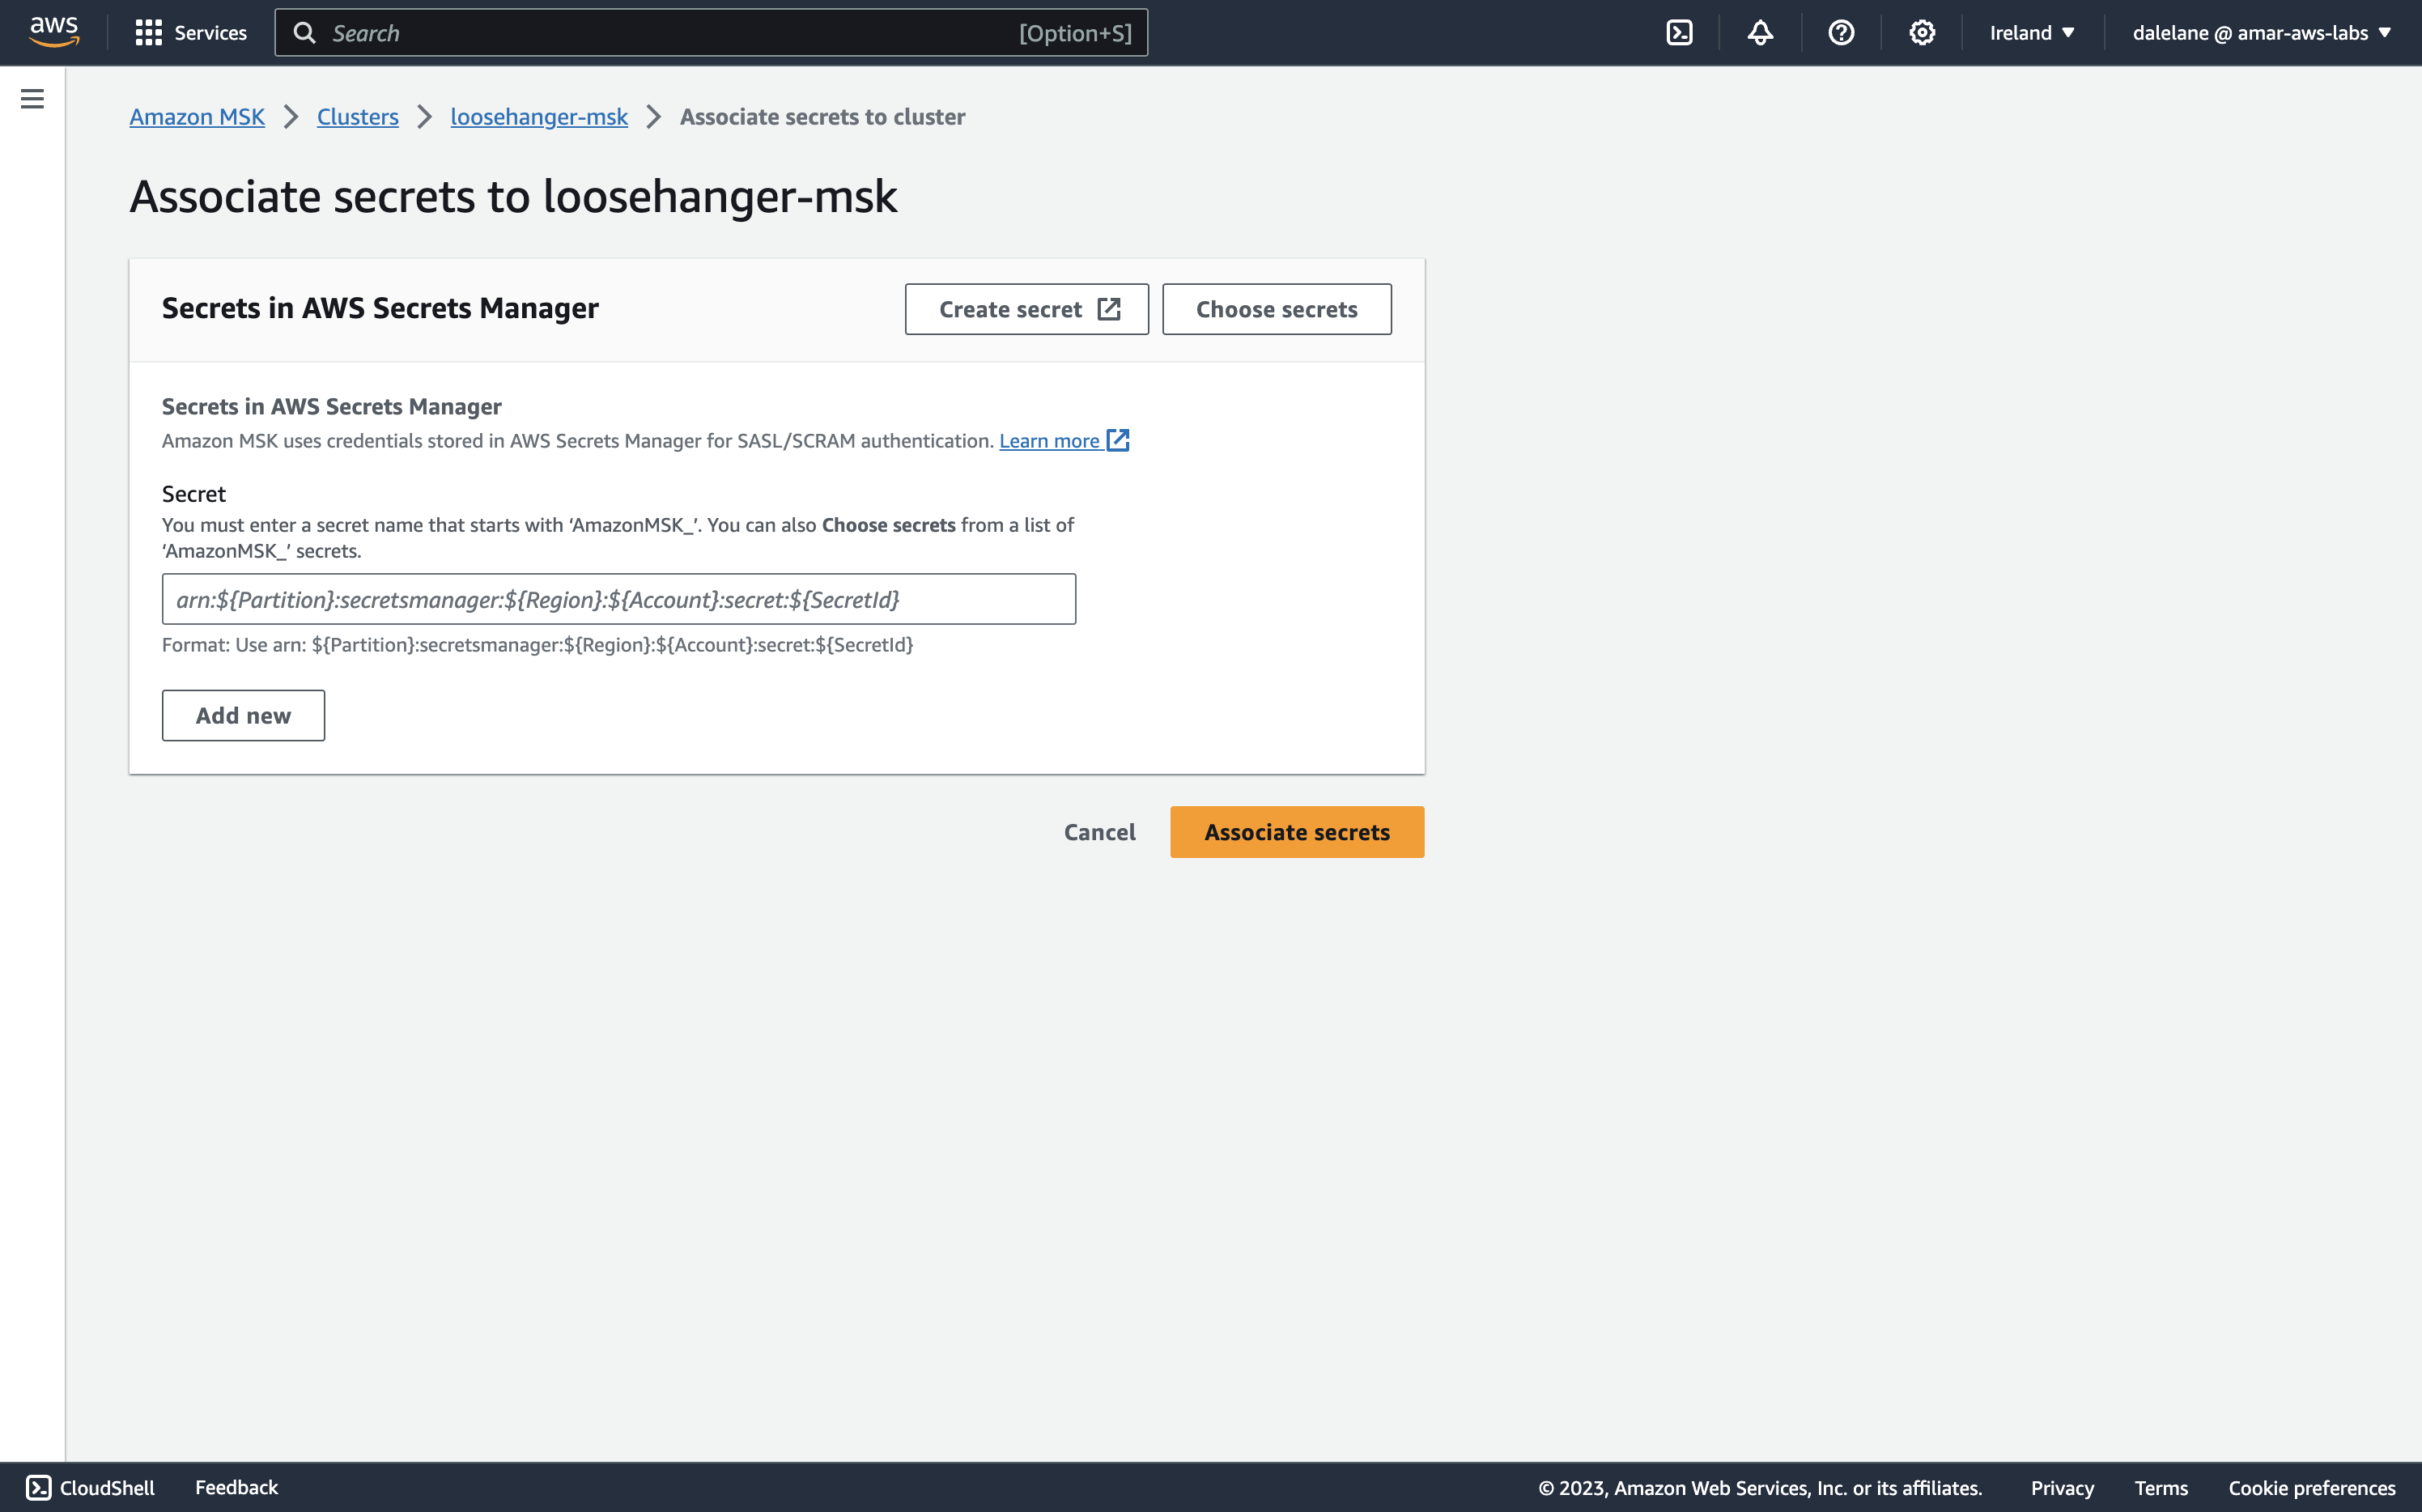 aws
Services
Search
[Option+S]
Ireland
dalelane @ amar-aws-labs
Amazon MSK
Clusters
loosehanger-msk
Associate secrets to cluster
Associate secrets to loosehanger-msk
Secrets in AWS Secrets Manager
Create secret
Choose secrets
Secrets in AWS Secrets Manager
Amazon MSK uses credentials stored in AWS Secrets Manager for SASL/SCRAM authentication. Learn more
Secret
You must enter a secret name that starts with ‘AmazonMSK_’. You can also Choose secrets from a list of
‘AmazonMSK_’ secrets.
arn:${Partition}:secretsmanager:${Region}:${Account}:secret:${SecretId}
Format: Use arn: ${Partition}:secretsmanager:${Region}:${Account}:secret:${SecretId}
Add new
Cancel
Associate secrets
CloudShell
Feedback
© 2023, Amazon Web Services, Inc. or its affiliates.
Privacy
Terms
Cookie preferences